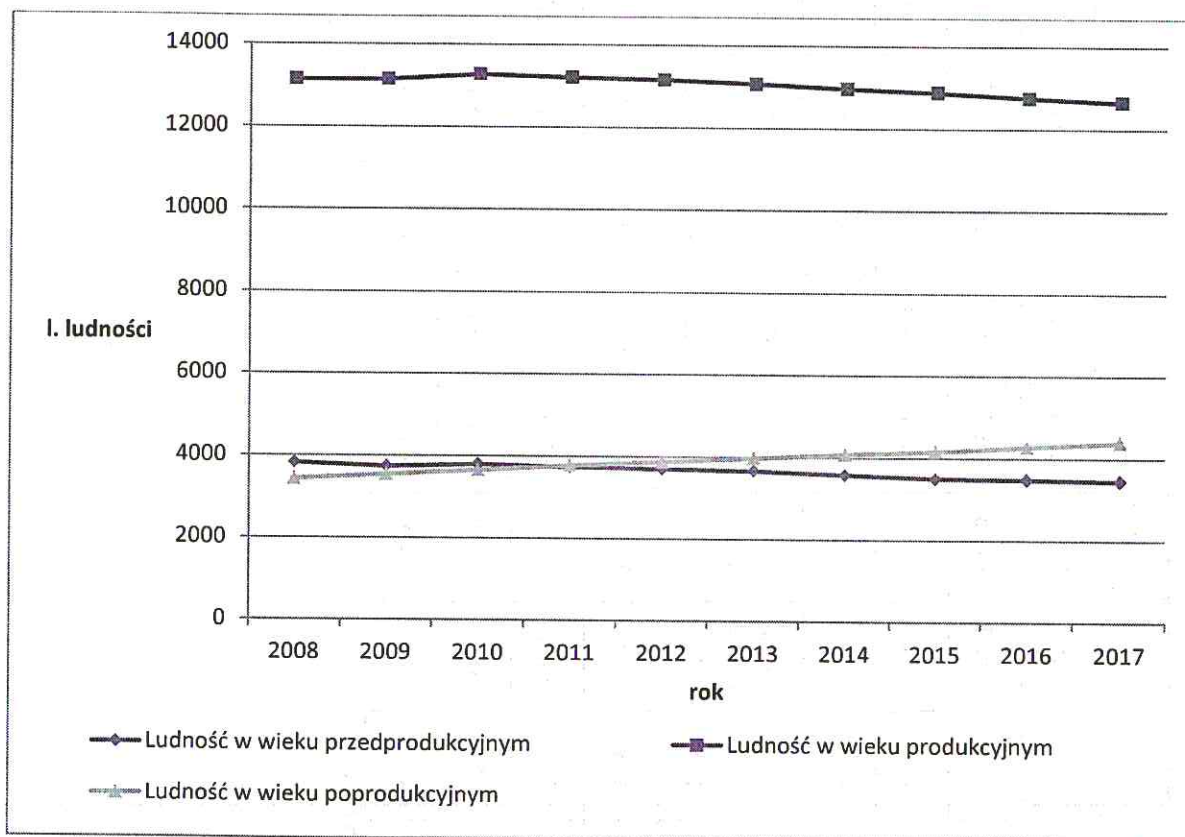 14000
12000
10000
8000
l. ludności
6000
4000
2000
0
2008 2009 2010 2011 2012 2013 2014 2015 2016 2017
rok
Ludność w wieku przedprodukcyjnym
Ludność w wieku produkcyjnym
Ludność w wieku poprodukcyjnym